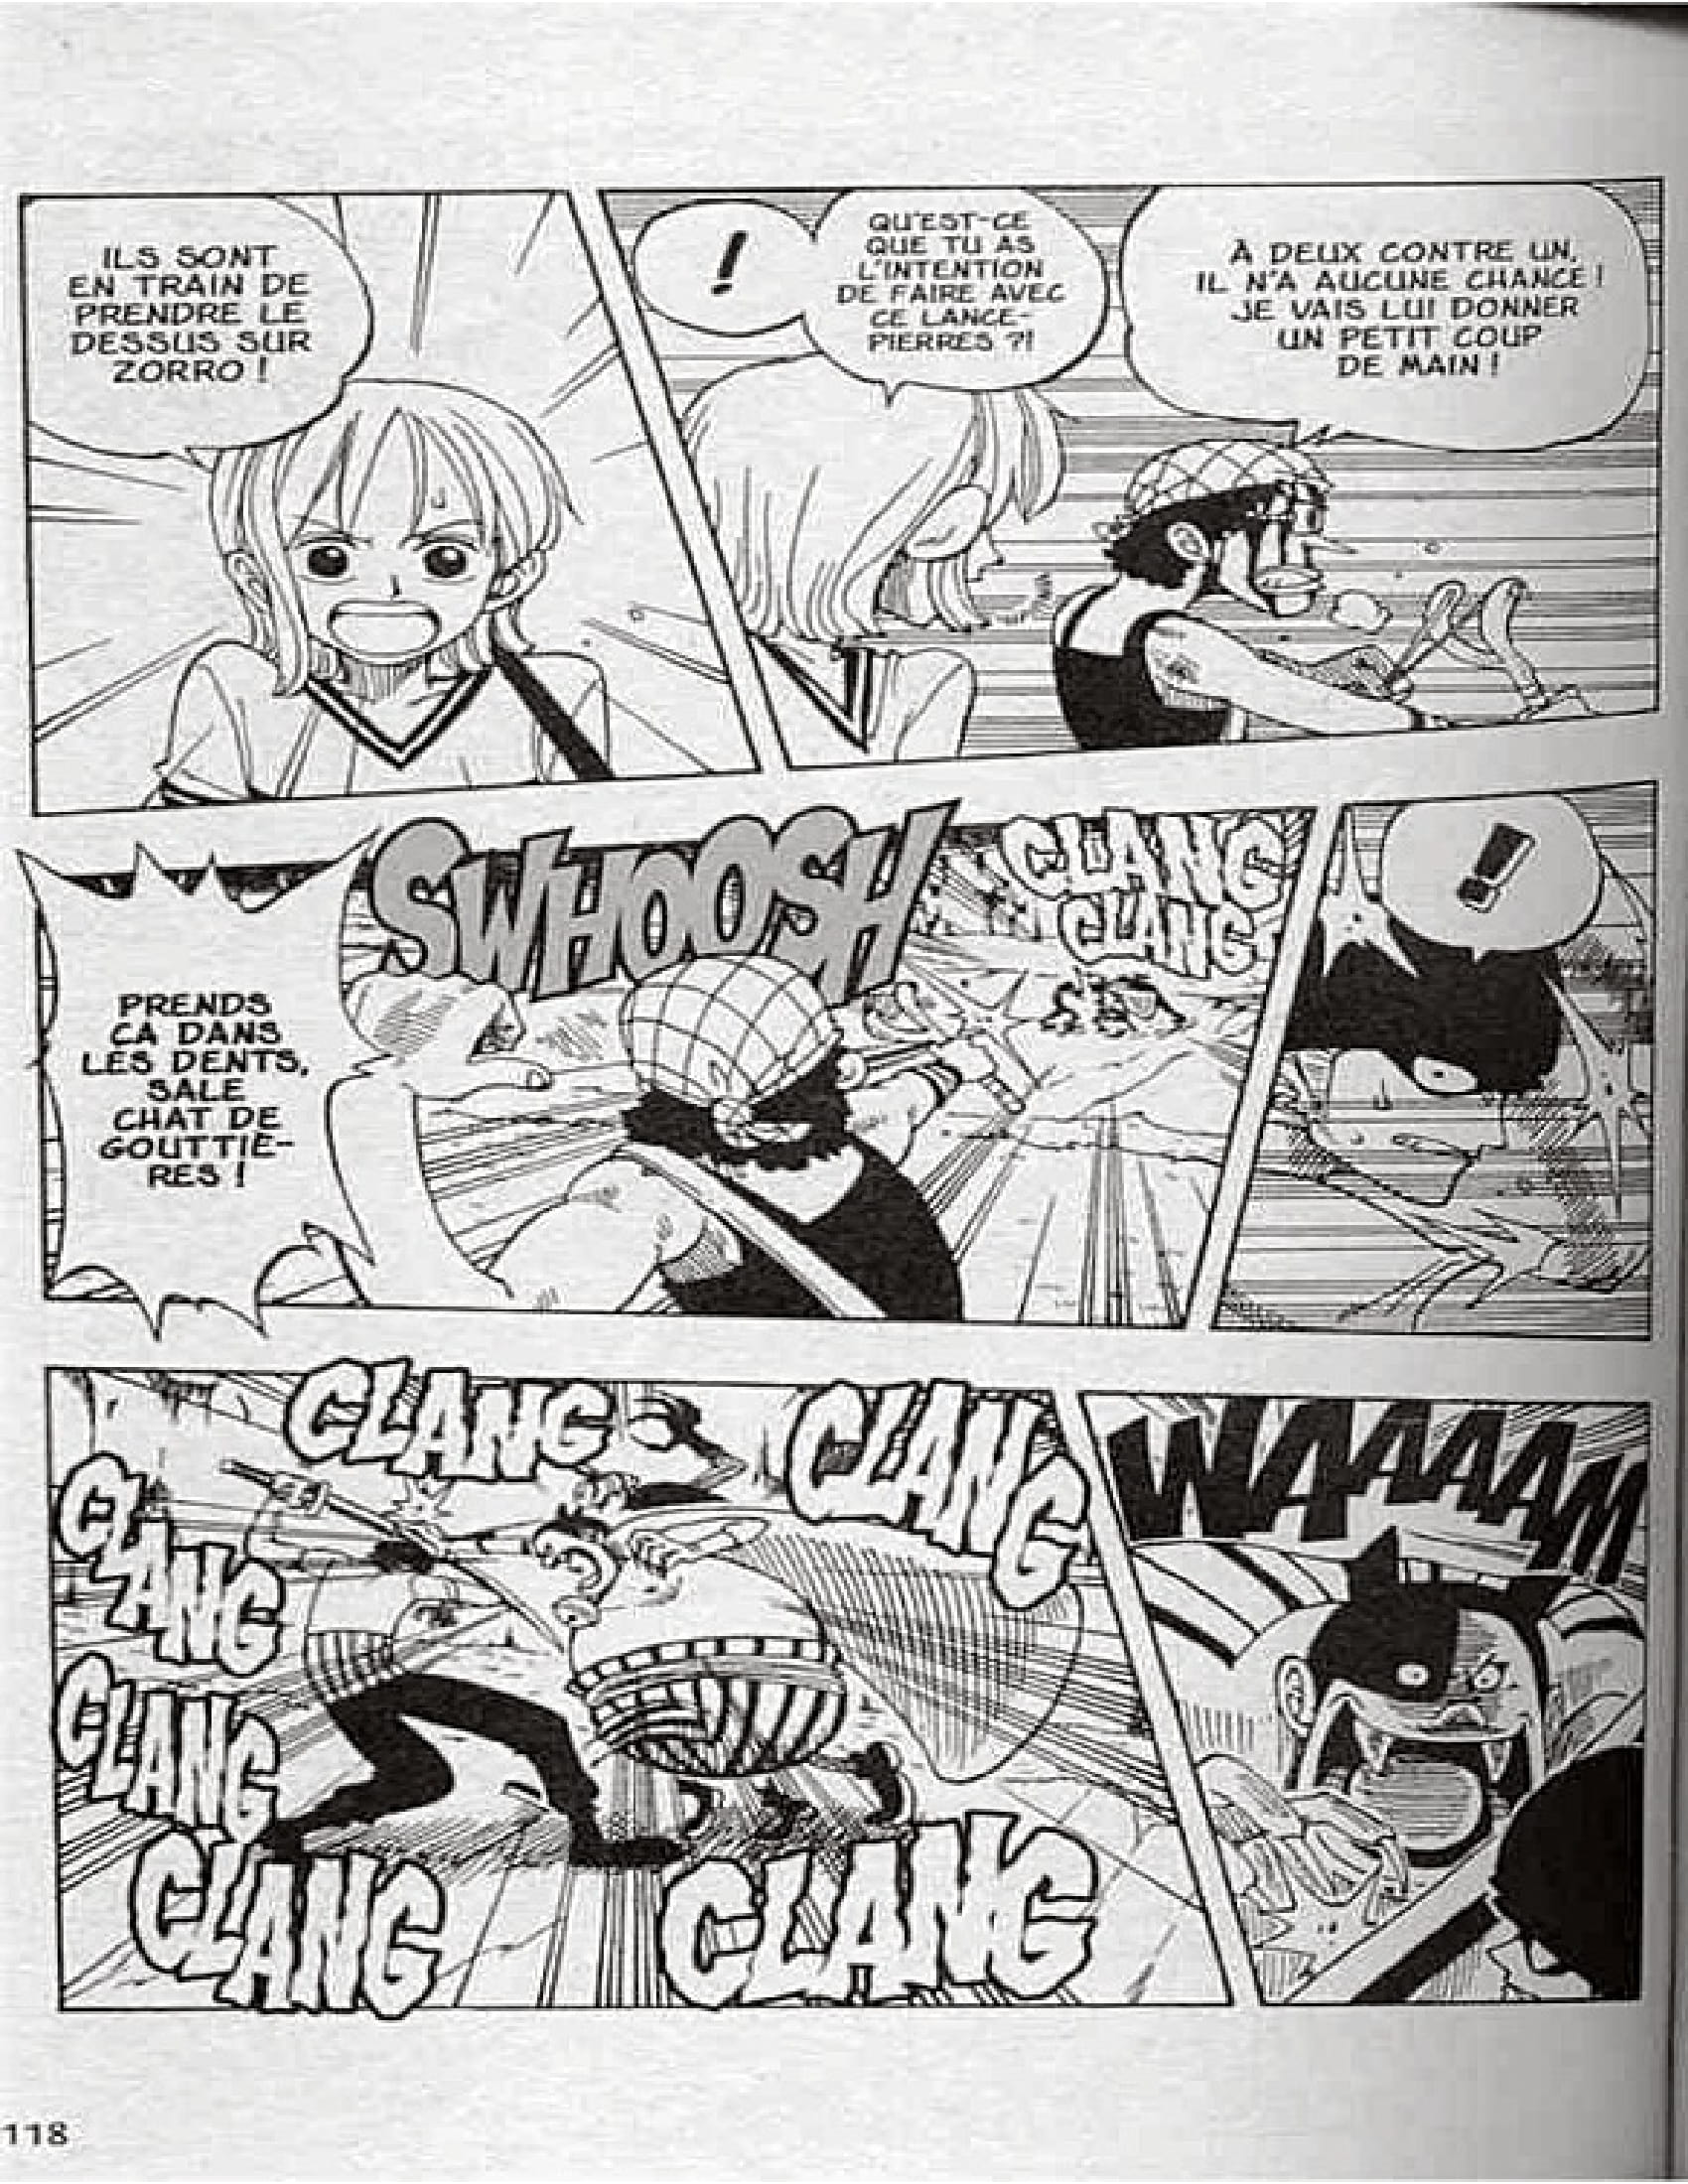 ILS SONT
EN TRAIN DE
PRENDRE LE
DESSUS SUR
ZORRO !
!
QU'EST-CE
QUE TU AS
L'INTENTION
DE FAIRE AVEC
CE LANCE-
PIERRES ?!
À DEUX CONTRE UN,
IL N'A AUCUNE CHANCE !
JE VAIS LUI DONNER
UN PETIT COUP
DE MAIN !
PRENDS
CA DANS
LES DENTS,
SALE
CHAT DE
GOUTTIE-
RES !
SWHOOSH
CLANG
CLANG
!!
CLANG
CLANG
CLANG
CLANG
CLANG
CLANG
WAAAAM
118